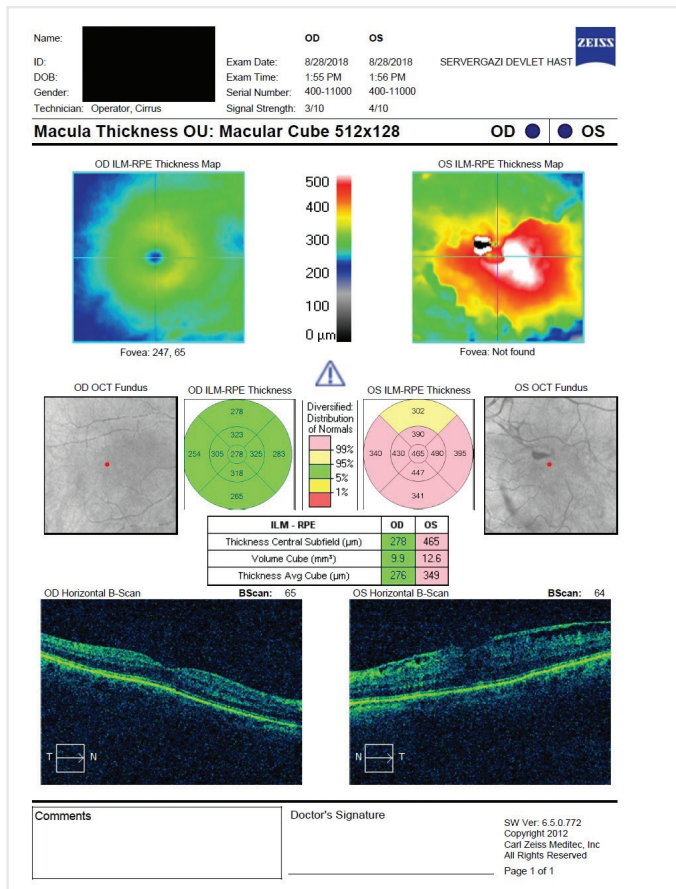 Name: OD OS
ZEISS
ID: Exam Date: 8/28/2018 8/28/2018 SERVERGAZI DEVLET HAST
DOB: Exam Time: 1:55 PM 1:56 PM
Gender: Serial Number: 400-11000 400-11000
Technician: Operator, Cirrus Signal Strength: 3/10 4/10
Macula Thickness OU: Macular Cube 512x128 OD OS
OD ILM-RPE Thickness Map OS ILM-RPE Thickness Map
500
400
300
200
100
0 µm
Fovea: 247, 65 Fovea: Not found
OD OCT Fundus OD ILM-RPE Thickness OS ILM-RPE Thickness OS OCT Fundus
Diversified:
Distribution
of Normals
99%
95%
5%
1%
278
323
254 305 278 325 283
318
265
302
390
340 430 465 490 395
447
341
ILM - RPE OD OS
Thickness Central Subfield (µm) 278 465
Volume Cube (mm³) 9.9 12.6
Thickness Avg Cube (µm) 276 349
OD Horizontal B-Scan BScan: 65 OS Horizontal B-Scan BScan: 64
T N N T
Comments Doctor's Signature
SW Ver: 6.5.0.772
Copyright 2012
Carl Zeiss Meditec, Inc
All Rights Reserved
Page 1 of 1